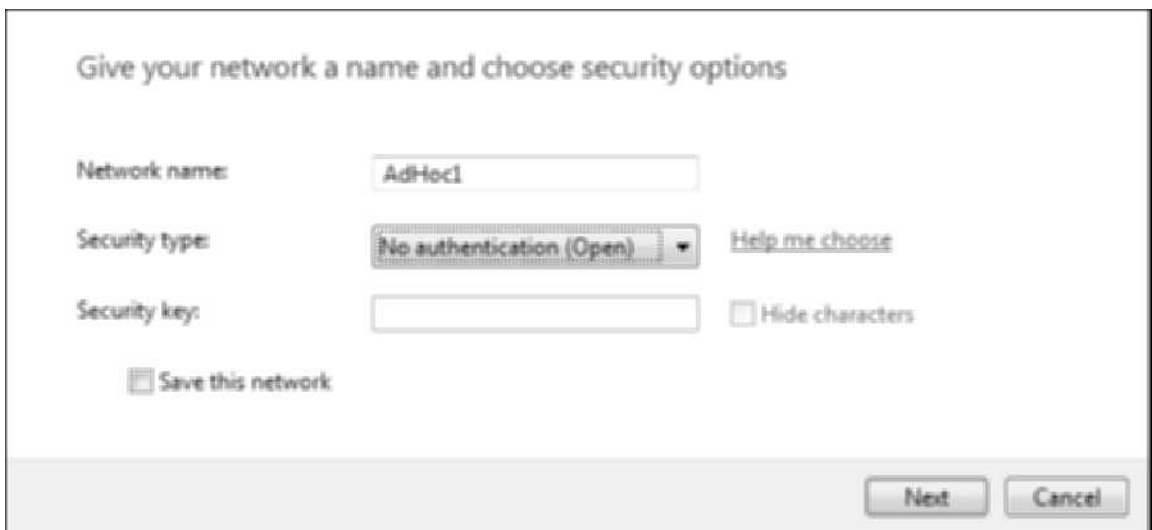 Give your network a name and choose security options
Network name: AdHoc1
Security type: No authentication (Open) Help me choose
Security key: Hide characters
Save this network
Next Cancel